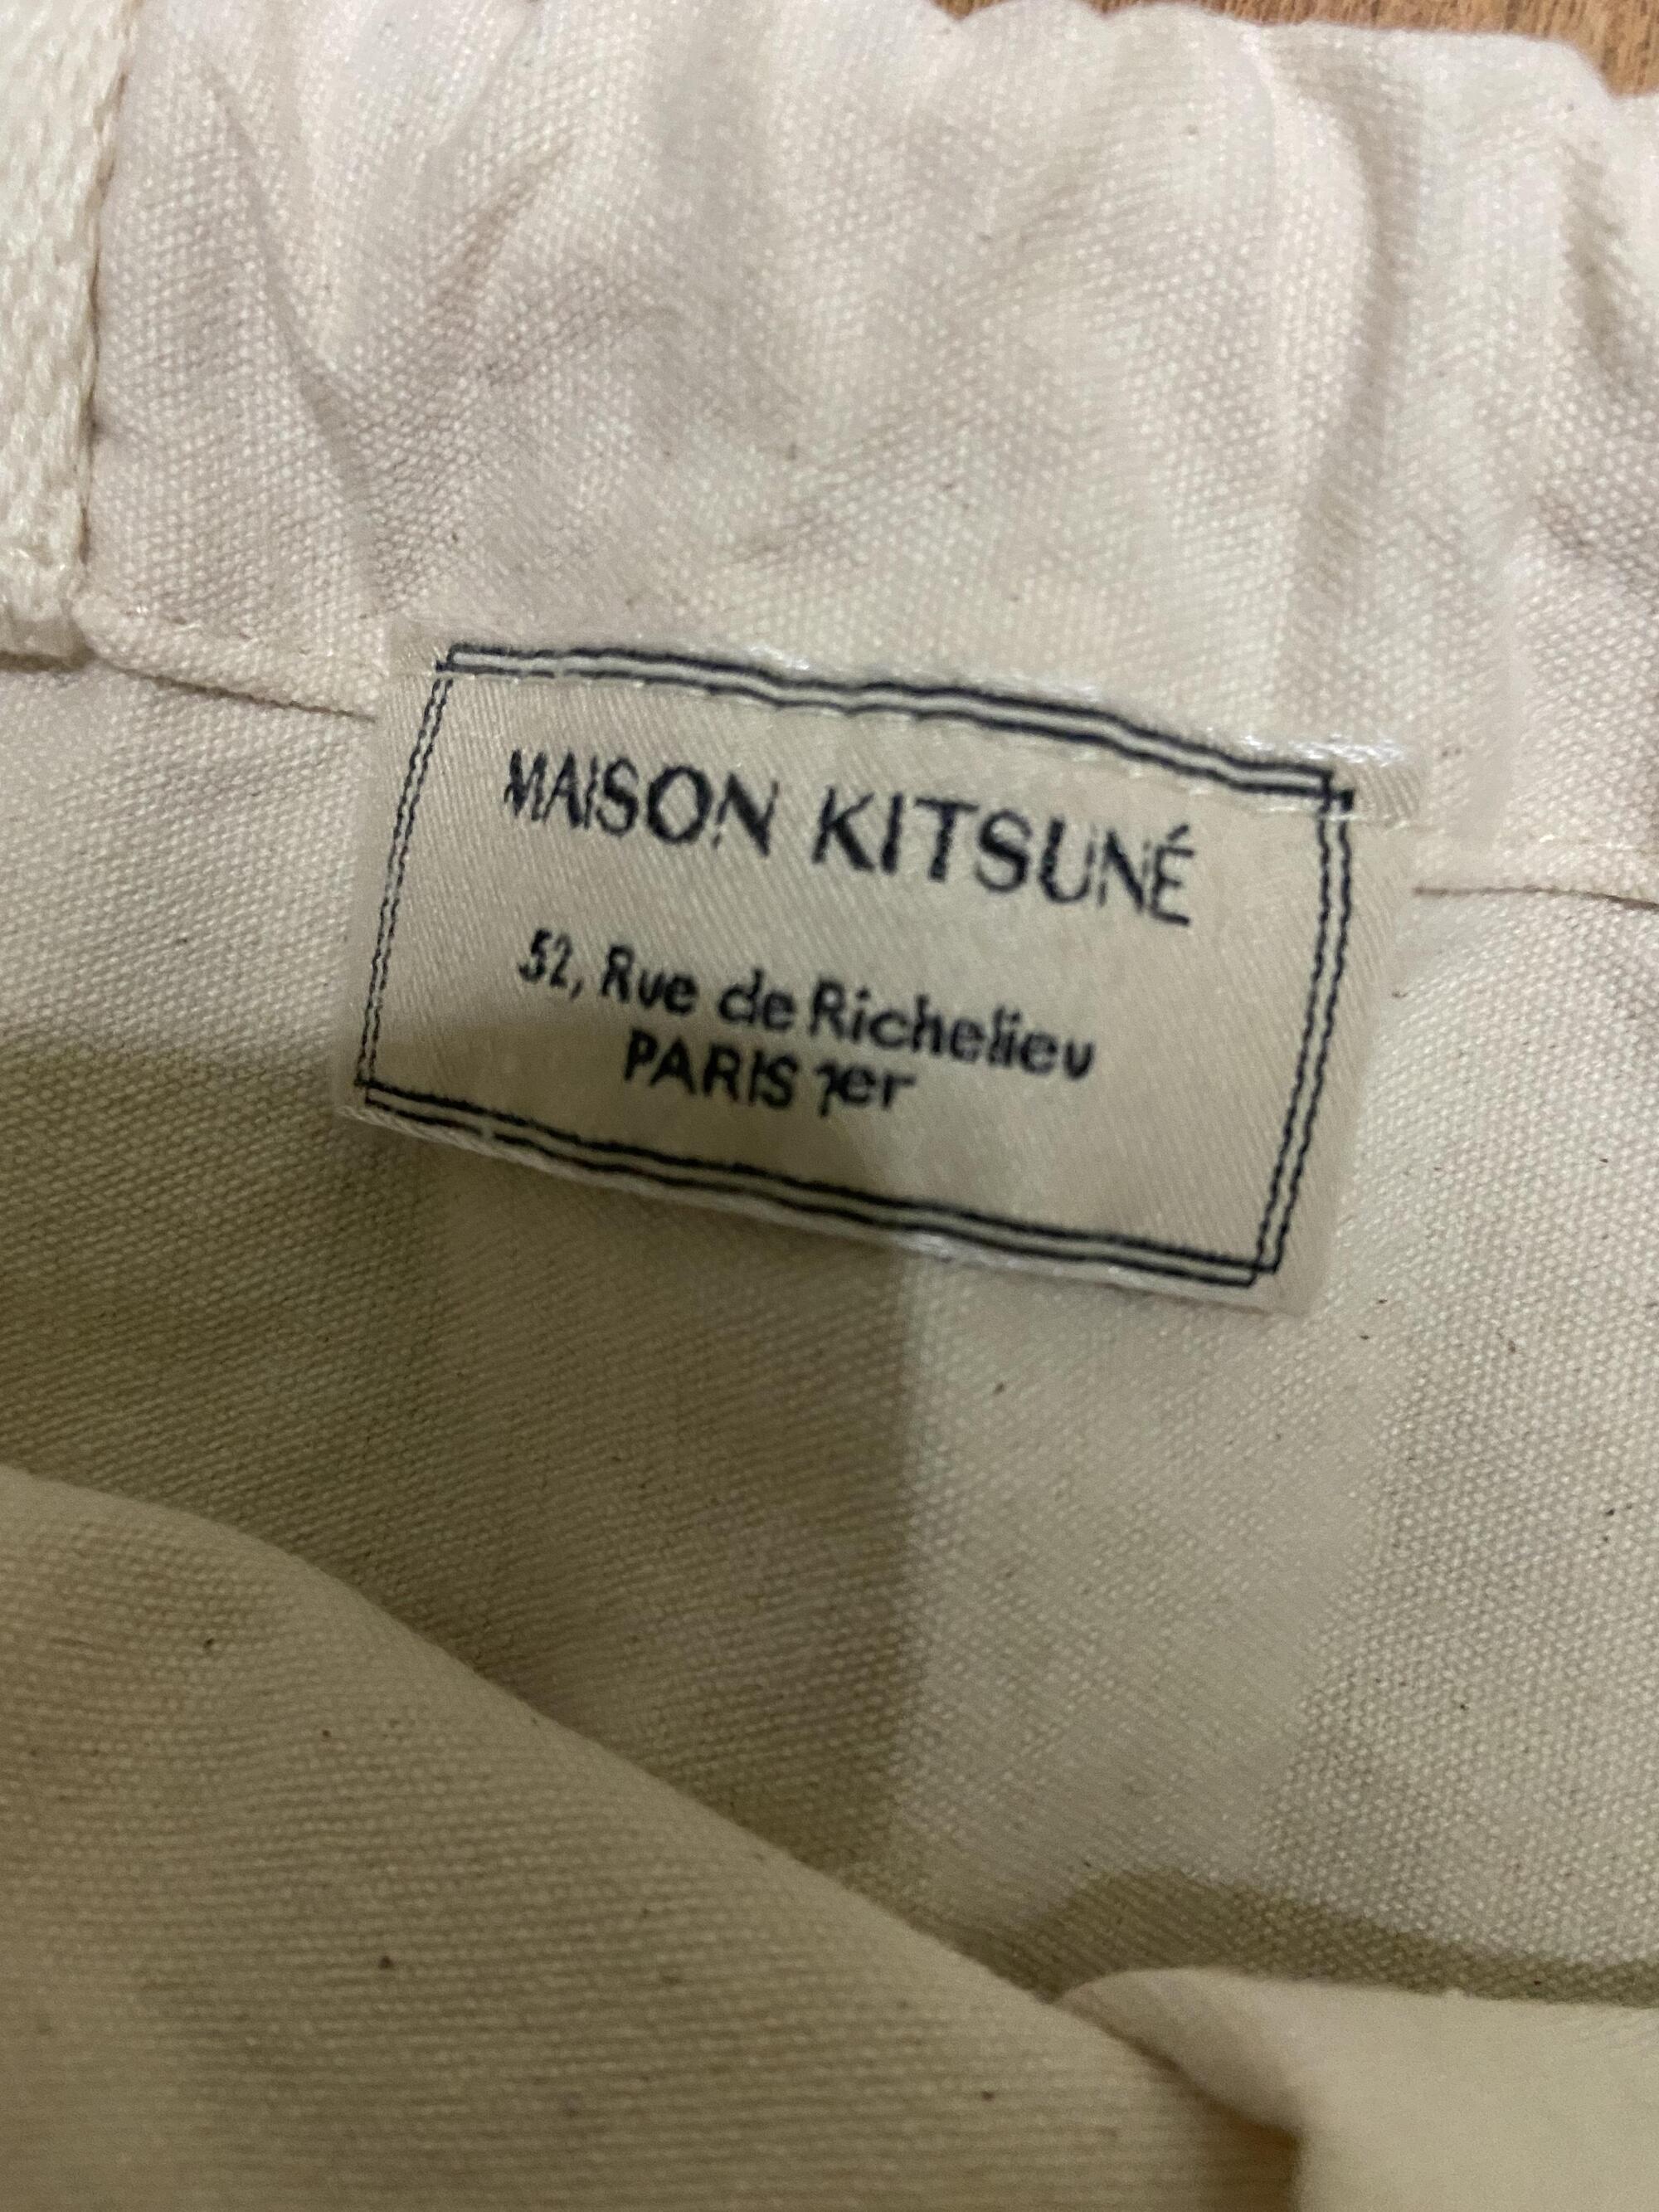 MAISON KITSUNÉ
52, Rue de Richelieu
PARIS 1er